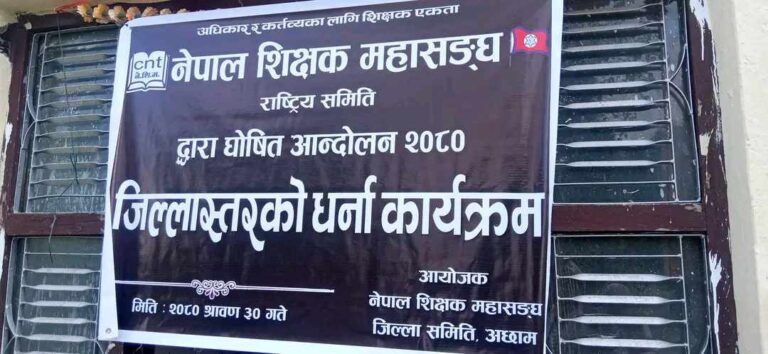 अधिकार र कर्तव्यका लागि शिक्षक एकता
cnt
ने.शि.म.
नेपाल शिक्षक महासङ्घ
राष्ट्रिय समिति
द्वारा घोषित आन्दोलन २०८०
जिल्लास्तरको धर्ना कार्यक्रम
मिति : २०८० श्रावण ३० गते
आयोजक
नेपाल शिक्षक महासङ्घ
जिल्ला समिति, अछाम